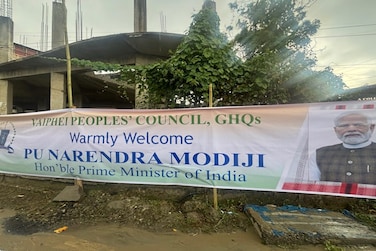 VAIPHEI PEOPLES' COUNCIL, GHQs
Warmly Welcome
PU NARENDRA MODIJI
Hon'ble Prime Minister of India